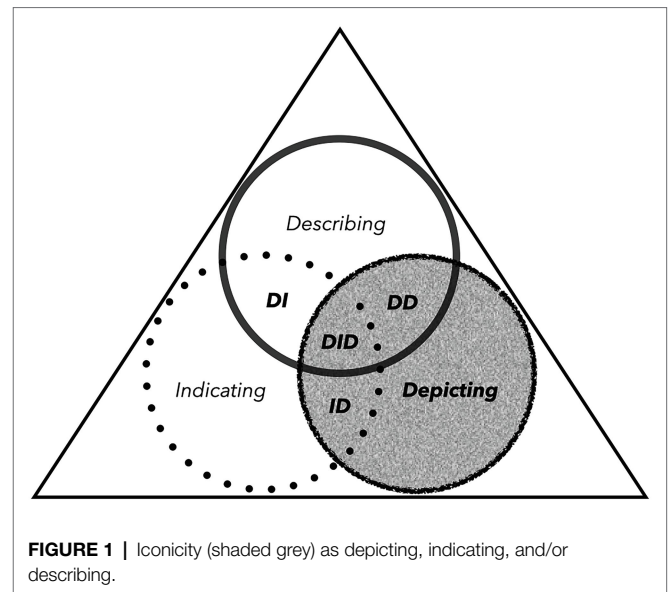 Describing
DI
DD
DID
Indicating
ID
Depicting
FIGURE 1 | Iconicity (shaded grey) as depicting, indicating, and/or
describing.